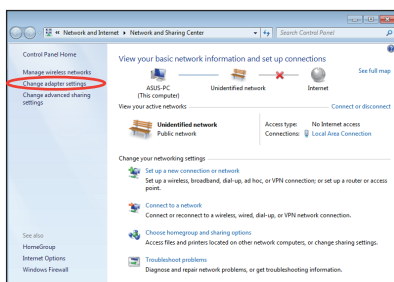 Network and Internet ▸ Network and Sharing Center
Search Control Panel
Control Panel Home
Manage wireless networks
Change adapter settings
Change advanced sharing
settings
See also
HomeGroup
Internet Options
Windows Firewall
View your basic network information and set up connections
See full map
ASUS-PC
(This computer)
Unidentified network
Internet
View your active networks
Connect or disconnect
Unidentified network
Public network
Access type: No Internet access
Connections: Local Area Connection
Change your networking settings
Set up a new connection or network
Set up a wireless, broadband, dial-up, ad hoc, or VPN connection; or set up a router or access
point.
Connect to a network
Connect or reconnect to a wireless, wired, dial-up, or VPN network connection.
Choose homegroup and sharing options
Access files and printers located on other network computers, or change sharing settings.
Troubleshoot problems
Diagnose and repair network problems, or get troubleshooting information.